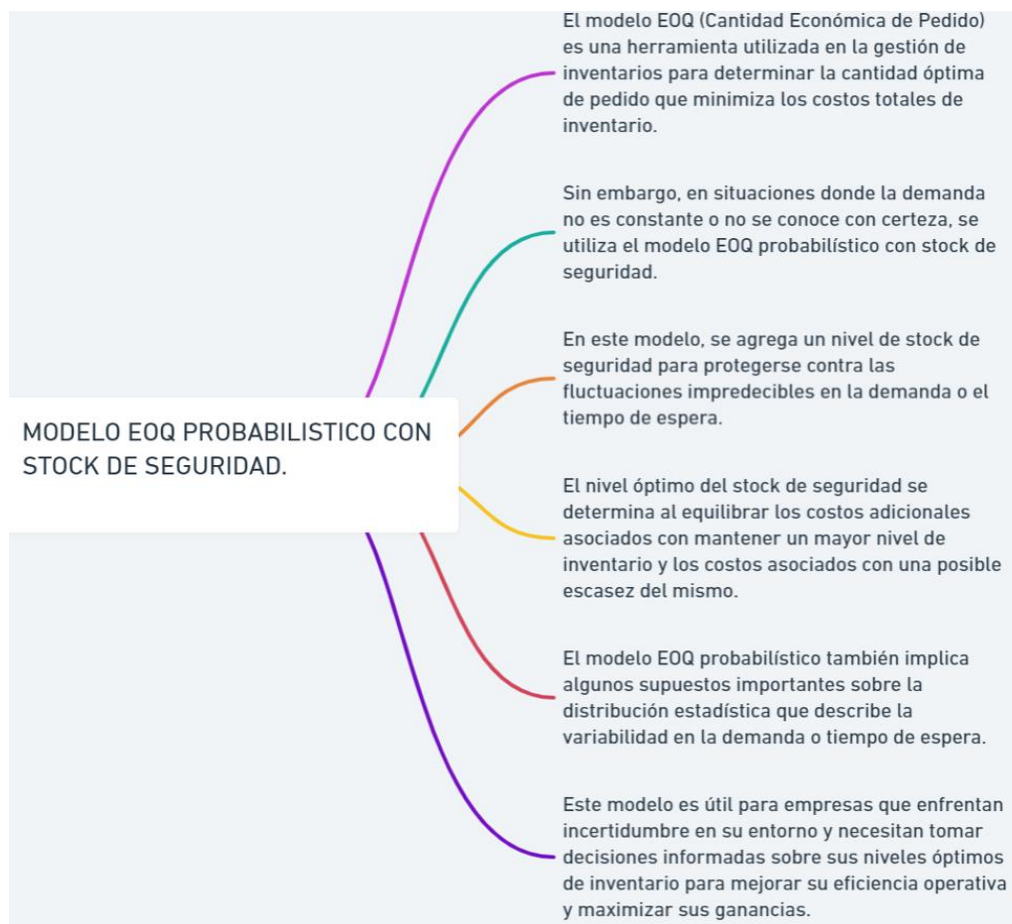 El modelo EOQ (Cantidad Económica de Pedido)
es una herramienta utilizada en la gestión de
inventarios para determinar la cantidad óptima
de pedido que minimiza los costos totales de
inventario.
Sin embargo, en situaciones donde la demanda
no es constante o no se conoce con certeza, se
utiliza el modelo EOQ probabilístico con stock de
seguridad.
En este modelo, se agrega un nivel de stock de
seguridad para protegerse contra las
fluctuaciones impredecibles en la demanda o el
tiempo de espera.
MODELO EOQ PROBABILISTICO CON
STOCK DE SEGURIDAD.
El nivel óptimo del stock de seguridad se
determina al equilibrar los costos adicionales
asociados con mantener un mayor nivel de
inventario y los costos asociados con una posible
escasez del mismo.
El modelo EOQ probabilístico también implica
algunos supuestos importantes sobre la
distribución estadística que describe la
variabilidad en la demanda o tiempo de espera.
Este modelo es útil para empresas que enfrentan
incertidumbre en su entorno y necesitan tomar
decisiones informadas sobre sus niveles óptimos
de inventario para mejorar su eficiencia operativa
y maximizar sus ganancias.